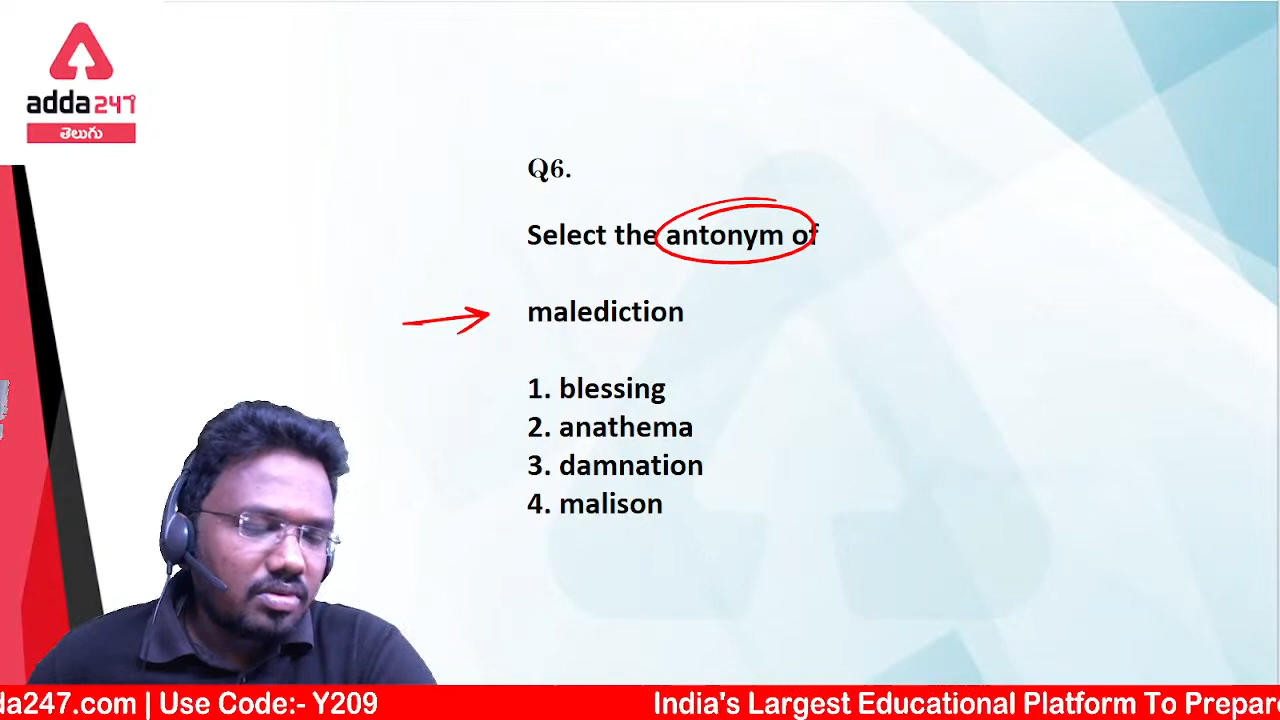 adda247
తెలుగు
Q6.
Select the antonym of
malediction
1. blessing
2. anathema
3. damnation
4. malison
da247.com | Use Code:- Y209
India's Largest Educational Platform To Prepar